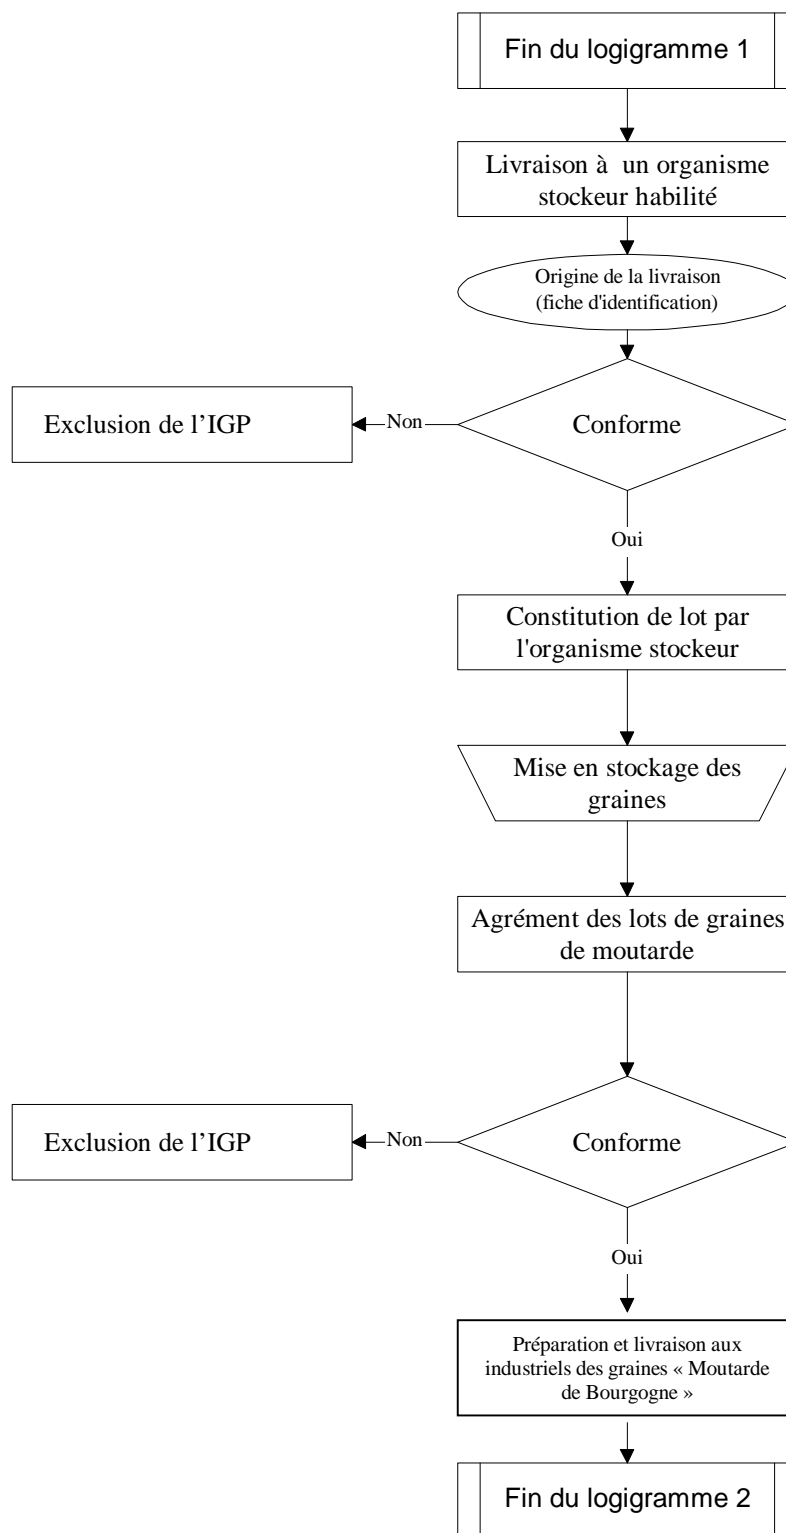 Fin du logigramme 1
Livraison à un organisme
stockeur habilité
Origine de la livraison
(fiche d'identification)
Exclusion de l’IGP
Non
Conforme
Oui
Constitution de lot par
l'organisme stockeur
Mise en stockage des
graines
Agrément des lots de graines
de moutarde
Exclusion de l’IGP
Non
Conforme
Oui
Préparation et livraison aux
industriels des graines « Moutarde
de Bourgogne »
Fin du logigramme 2